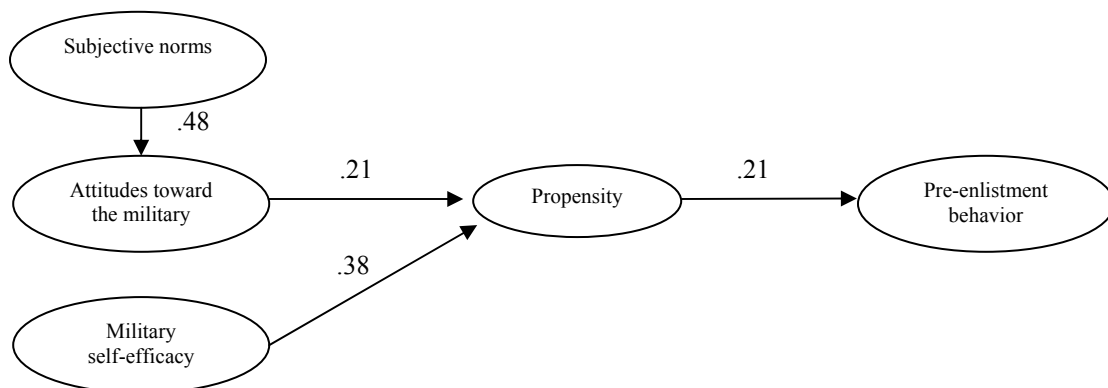 Subjective norms
.48
Attitudes toward
the military
.21
Propensity
.21
Pre-enlistment
behavior
.38
Military
self-efficacy